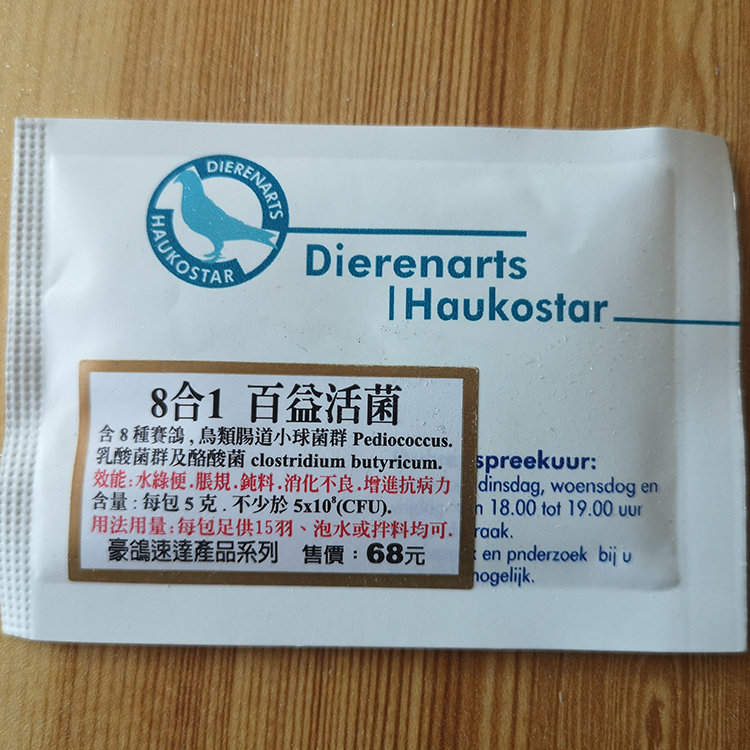 DIERENARTS
HAUKOSTAR
Dierenarts
Haukostar
8合1 百益活菌
含8種賽鴿,鳥類腸道小球菌群 Pediococcus.
乳酸菌群及酪酸菌 clostridium butyricum.
效能:水綠便.脹規.鈍料.消化不良.增進抗病力
含量:每包5克.不少於5x10⁸(CFU).
用法用量:每包足供15羽、泡水或拌料均可.
豪鴿速達產品系列 售價:68元
spreekuur:
dinsdag, woensdog en
18.00 tot 19.00 uur
en pnderzoek bij u